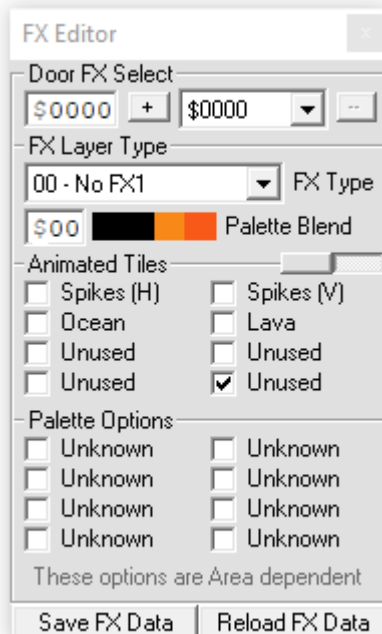 FX Editor
x
Door FX Select
$0000 + $0000 --
FX Layer Type
00 - No FX1 FX Type
$00 Palette Blend
Animated Tiles
Spikes (H) Spikes (V)
Ocean Lava
Unused Unused
Unused Unused
Palette Options
Unknown Unknown
Unknown Unknown
Unknown Unknown
Unknown Unknown
These options are Area dependent
Save FX Data Reload FX Data